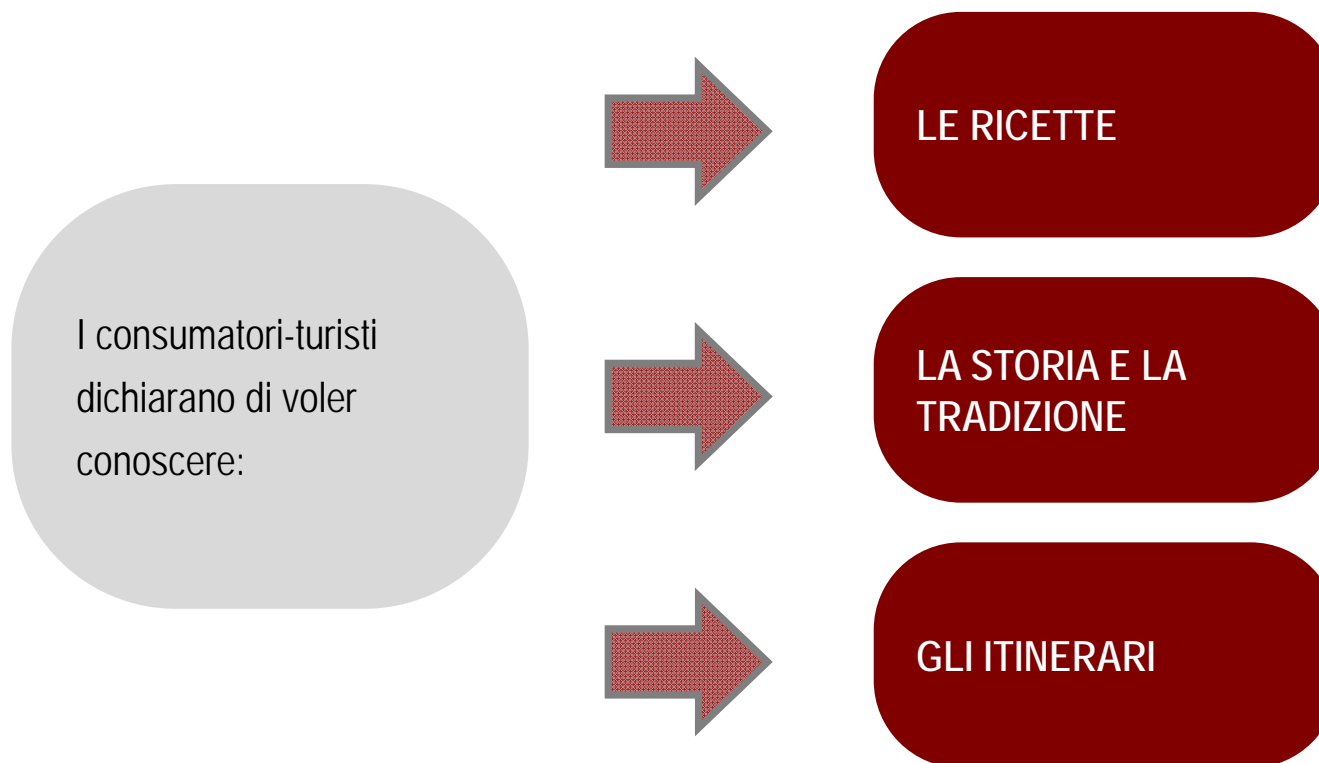 I consumatori-turisti
dichiarano di voler
conoscere:
LE RICETTE
LA STORIA E LA
TRADIZIONE
GLI ITINERARI